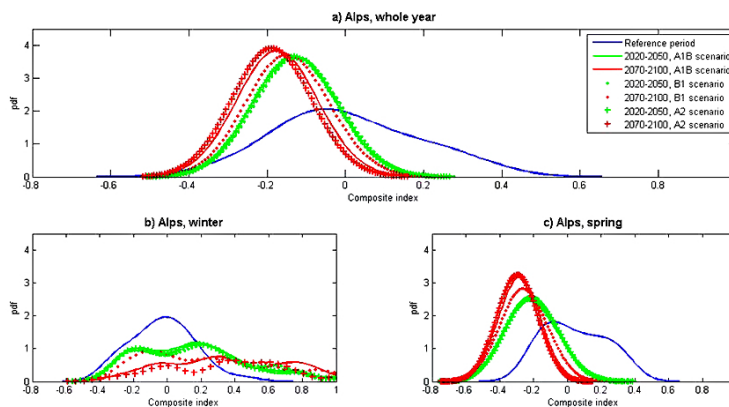 a) Alps, whole year
pdf
4
3
2
1
0
Reference period
2020-2050, A1B scenario
2070-2100, A1B scenario
2020-2050, B1 scenario
2070-2100, B1 scenario
2020-2050, A2 scenario
2070-2100, A2 scenario
-0.8 -0.6 -0.4 -0.2 0 0.2 0.4 0.6 0.8
Composite index
b) Alps, winter
pdf
4
3
2
1
0
-0.8 -0.6 -0.4 -0.2 0 0.2 0.4 0.6 0.8 1
Composite index
c) Alps, spring
pdf
4
3
2
1
0
-0.8 -0.6 -0.4 -0.2 0 0.2 0.4 0.6 0.8
Composite index